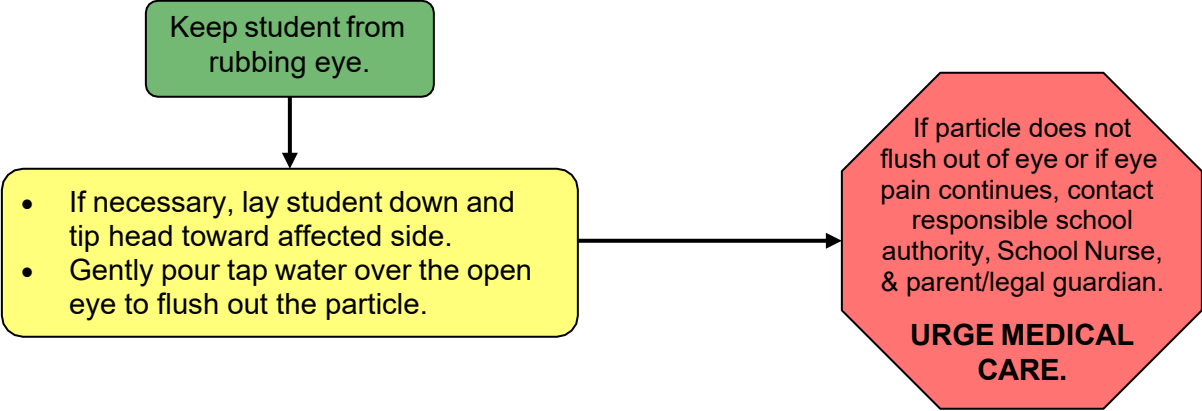 Keep student from
rubbing eye.
• If necessary, lay student down and
tip head toward affected side.
• Gently pour tap water over the open
eye to flush out the particle.
If particle does not
flush out of eye or if eye
pain continues, contact
responsible school
authority, School Nurse,
& parent/legal guardian.
URGE MEDICAL
CARE.